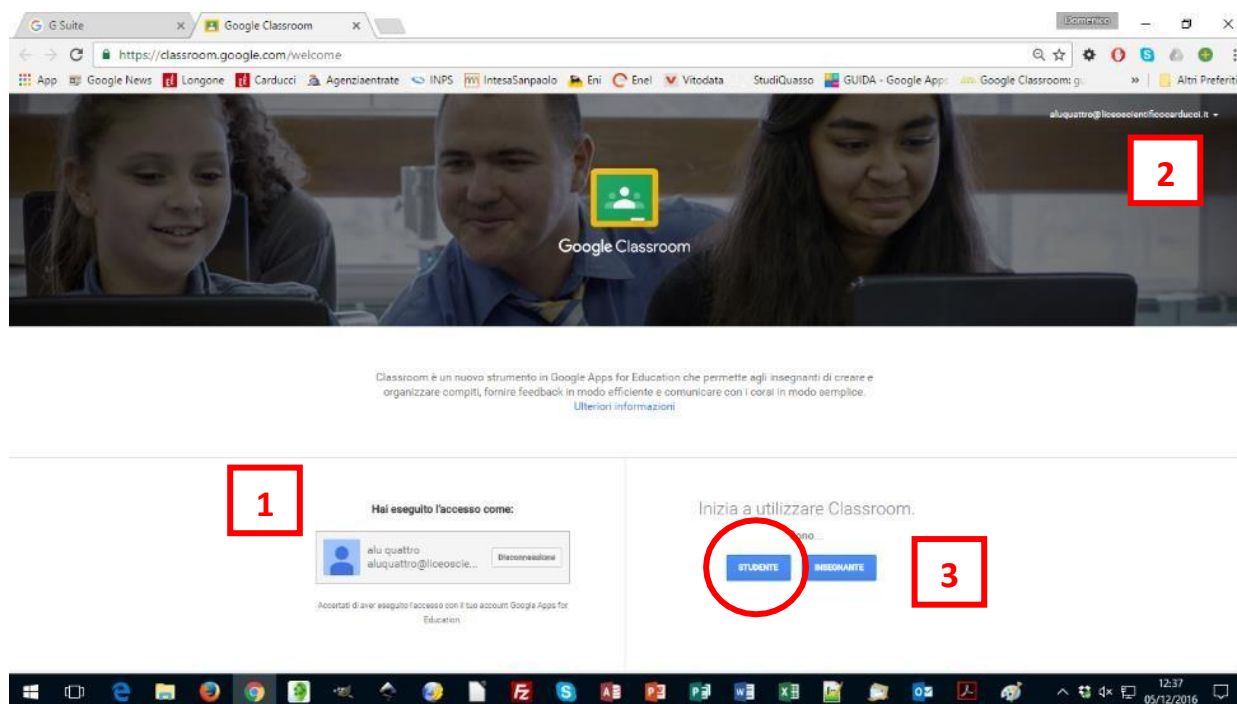 G Suite
Google Classroom
Domenico
https://classroom.google.com/welcome
App Google News Longone Carducci Agenziaentrate INPS IntesaSanpaolo Eni Enel Vitodata StudiQuasso GUIDA - Google Apps Google Classroom: g » Altri Preferiti
aluquattro@liceoscientificocarducci.it
2
Google Classroom
Classroom è un nuovo strumento in Google Apps for Education che permette agli insegnanti di creare e
organizzare compiti, fornire feedback in modo efficiente e comunicare con i corsi in modo semplice.
Ulteriori informazioni
1
Hai eseguito l'accesso come:
alu quattro
aluquattro@liceoscie...
Disconnessione
Accertati di aver eseguito l'accesso con il tuo account Google Apps for
Education.
Inizia a utilizzare Classroom.
ono...
STUDENTE INSEGNANTE
3
12:37
05/12/2016